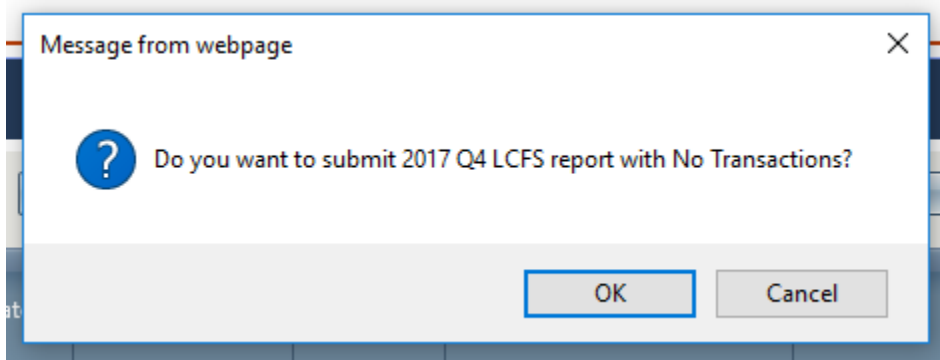 Message from webpage
?
Do you want to submit 2017 Q4 LCFS report with No Transactions?
OK
Cancel